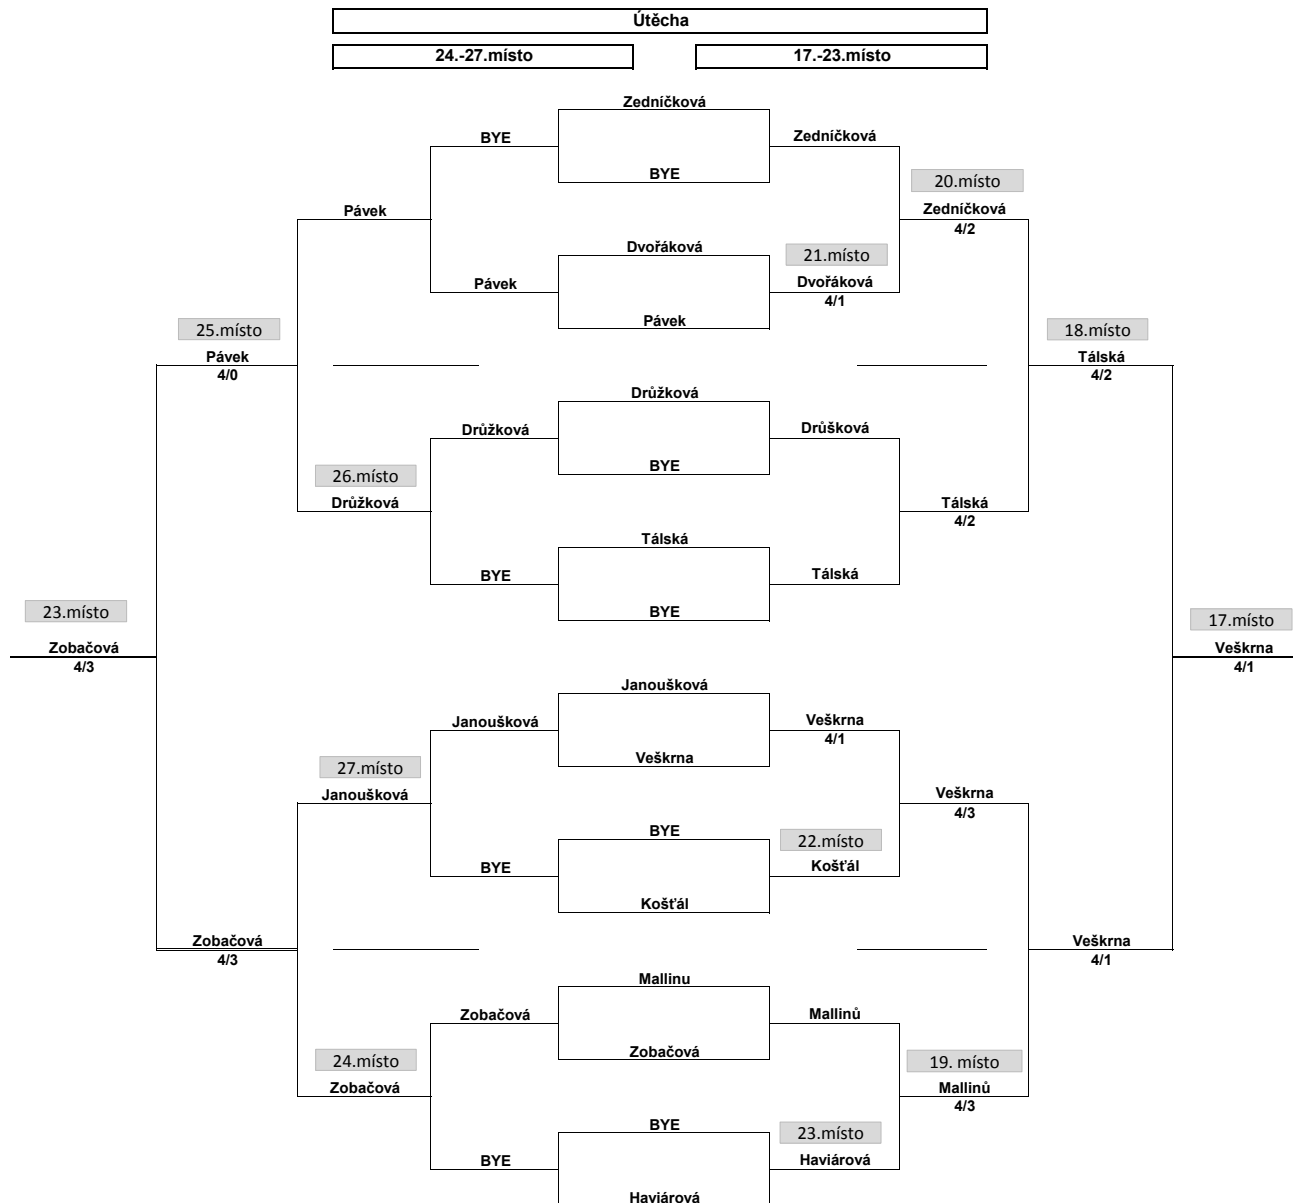 Útěcha
24.-27.místo 17.-23.místo
Zedníčková
BYE Zedníčková
BYE
20.místo
Pávek Zedníčková
4/2
Dvořáková 21.místo
Pávek Dvořáková
4/1
Pávek
25.místo 18.místo
Pávek Tálská
4/0 4/2
Drůžková
Drůžková Drůšková
26.místo BYE
Drůžková Tálská
4/2
Tálská
BYE Tálská
23.místo BYE 17.místo
Zobačová Veškrna
4/3 4/1
Janoušková
Janoušková Veškrna
4/1
27.místo Veškrna
Janoušková Veškrna
4/3
BYE 22.místo
BYE Košťál
Košťál
Zobačová Veškrna
4/3 4/1
Mallinu
Zobačová Mallinů
24.místo Zobačová 19. místo
Zobačová Mallinů
4/3
BYE 23.místo
BYE Haviárová
Haviárová